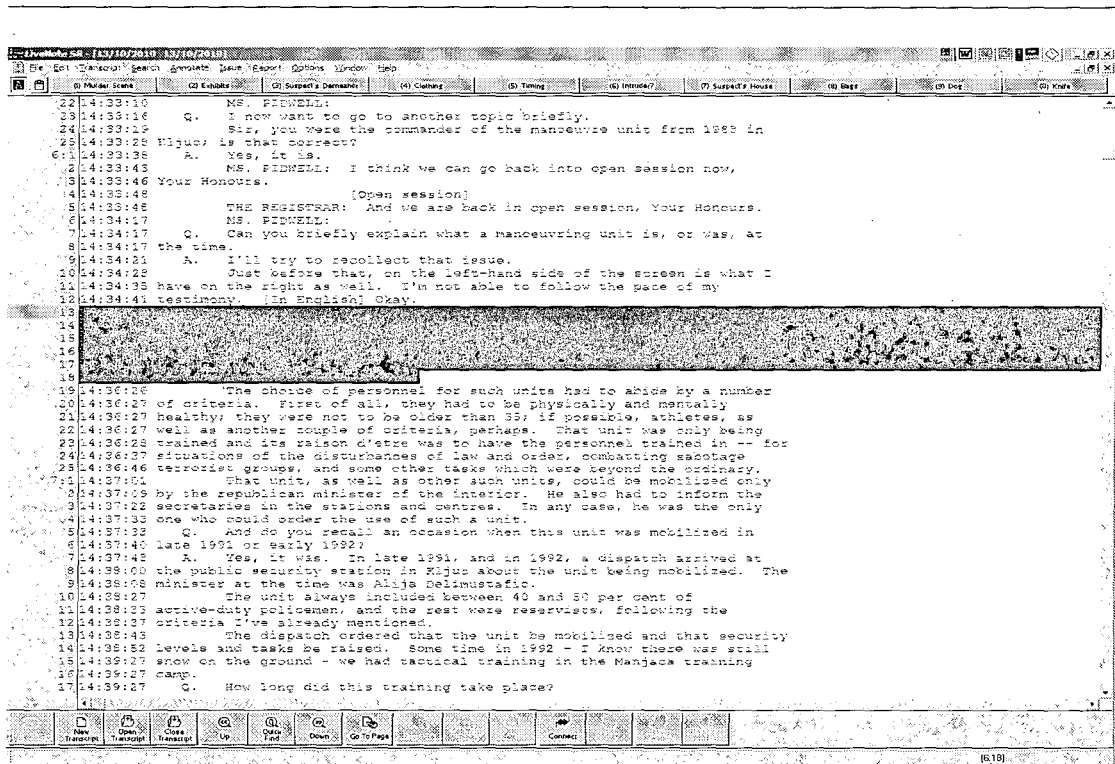 LiveNote SR - [13/10/2010 13/10/2010]
File Edit Transcript Search Annotate Issue Report Options Window Help
(1) Murder Scene (2) Exhibits (3) Suspect's Demeanor (4) Clothing (5) Timing (6) Intruder? (7) Suspect's House (8) Bags (9) Dog (0) Knife
22 14:33:10 MS. PIDWELL:
23 14:33:16 Q. I now want to go to another topic briefly.
24 14:33:19 Sir, you were the commander of the manoeuvre unit from 1988 in
25 14:33:28 Kljuc; is that correct?
6:1 14:33:38 A. Yes, it is.
2 14:33:43 MS. PIDWELL: I think we can go back into open session now,
3 14:33:46 Your Honours.
4 14:33:48 [Open session]
5 14:33:48 THE REGISTRAR: And we are back in open session, Your Honours.
6 14:34:17 MS. PIDWELL:
7 14:34:17 Q. Can you briefly explain what a manoeuvring unit is, or was, at
8 14:34:17 the time.
9 14:34:21 A. I'll try to recollect that issue.
10 14:34:28 Just before that, on the left-hand side of the screen is what I
11 14:34:35 have on the right as well. I'm not able to follow the pace of my
12 14:34:41 testimony. [In English] Okay.
13
14
15
16
17
18
19 14:36:26 The choice of personnel for such units had to abide by a number
20 14:36:27 of criteria. First of all, they had to be physically and mentally
21 14:36:27 healthy; they were not to be older than 35; if possible, athletes, as
22 14:36:27 well as another couple of criteria, perhaps. That unit was only being
23 14:36:28 trained and its raison d'etre was to have the personnel trained in -- for
24 14:36:37 situations of the disturbances of law and order, combatting sabotage
25 14:36:46 terrorist groups, and some other tasks which were beyond the ordinary.
7:1 14:37:01 That unit, as well as other such units, could be mobilized only
2 14:37:09 by the republican minister of the interior. He also had to inform the
3 14:37:22 secretaries in the stations and centres. In any case, he was the only
4 14:37:33 one who could order the use of such a unit.
5 14:37:33 Q. And do you recall an occasion when this unit was mobilized in
6 14:37:40 late 1991 or early 1992?
7 14:37:43 A. Yes, it was. In late 1991, and in 1992, a dispatch arrived at
8 14:38:00 the public security station in Kljuc about the unit being mobilized. The
9 14:38:08 minister at the time was Alija Delimustafic.
10 14:38:27 The unit always included between 40 and 50 per cent of
11 14:38:33 active-duty policemen, and the rest were reservists, following the
12 14:38:37 criteria I've already mentioned.
13 14:38:43 The dispatch ordered that the unit be mobilized and that security
14 14:38:52 levels and tasks be raised. Some time in 1992 - I know there was still
15 14:39:27 snow on the ground - we had tactical training in the Manjaca training
16 14:39:27 camp.
17 14:39:27 Q. How long did this training take place?
New Transcript Open Transcript Close Transcript Up Quick Find Down Go To Page Connect
[6:18]